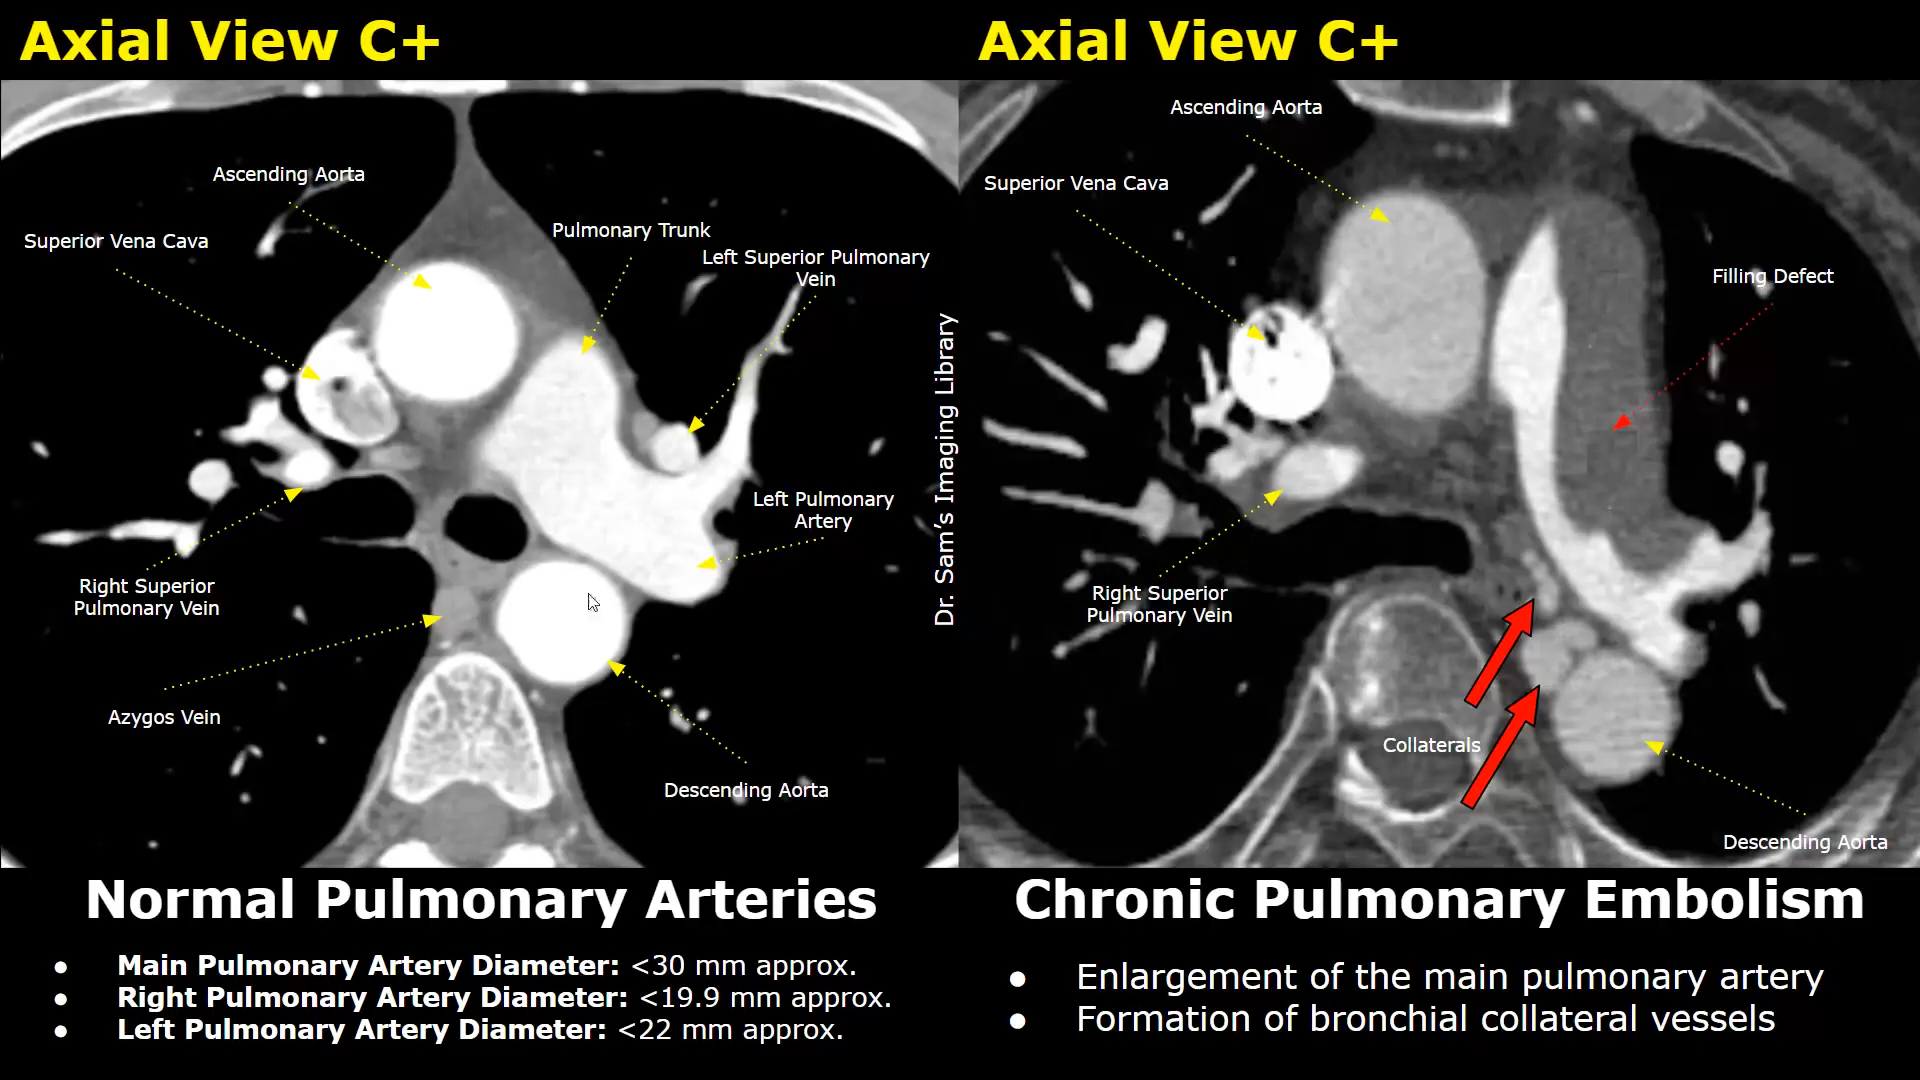 Axial View C+
Ascending Aorta
Superior Vena Cava
Pulmonary Trunk
Left Superior Pulmonary
Vein
Left Pulmonary
Artery
Right Superior
Pulmonary Vein
Azygos Vein
Descending Aorta
Normal Pulmonary Arteries
● Main Pulmonary Artery Diameter: <30 mm approx.
● Right Pulmonary Artery Diameter: <19.9 mm approx.
● Left Pulmonary Artery Diameter: <22 mm approx.
Dr. Sam's Imaging Library
Axial View C+
Ascending Aorta
Superior Vena Cava
Filling Defect
Right Superior
Pulmonary Vein
Collaterals
Descending Aorta
Chronic Pulmonary Embolism
● Enlargement of the main pulmonary artery
● Formation of bronchial collateral vessels